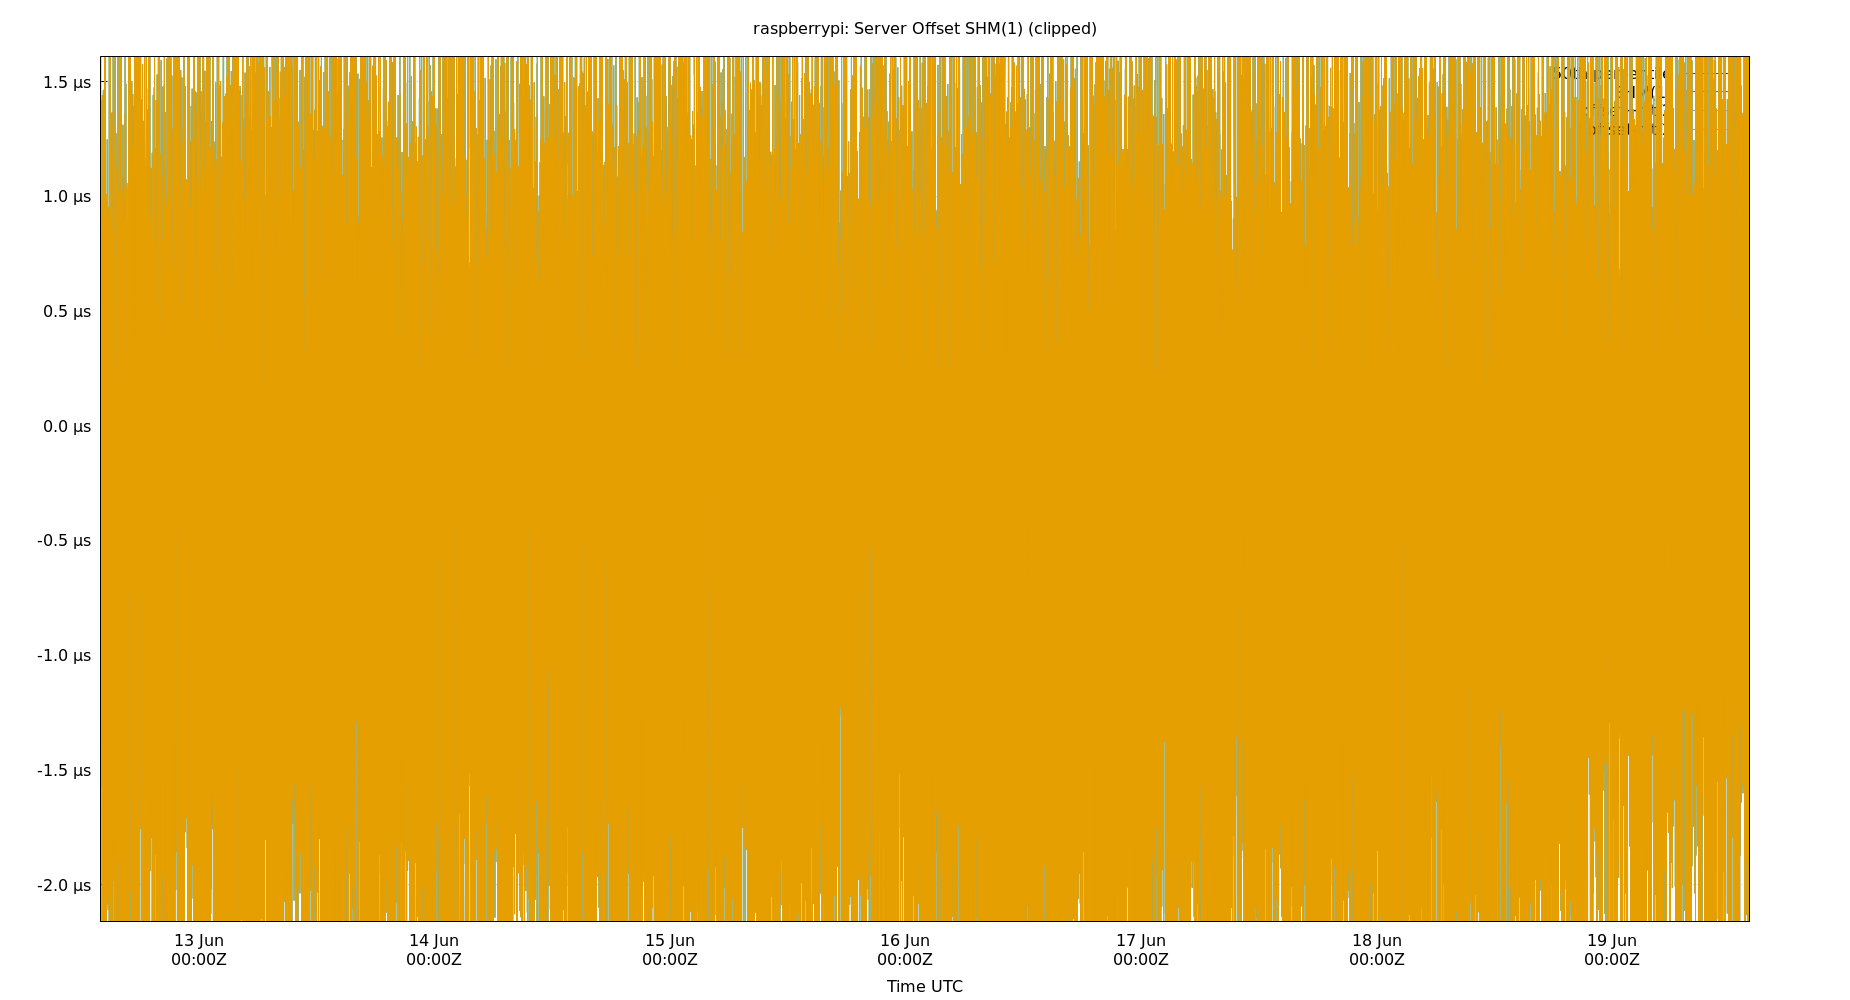 raspberrypi: Server Offset SHM(1) (clipped)
1.5 µs
1.0 µs
0.5 µs
0.0 µs
-0.5 µs
-1.0 µs
-1.5 µs
-2.0 µs
13 Jun 14 Jun 15 Jun 16 Jun 17 Jun 18 Jun 19 Jun
00:00Z 00:00Z 00:00Z 00:00Z 00:00Z 00:00Z 00:00Z
Time UTC